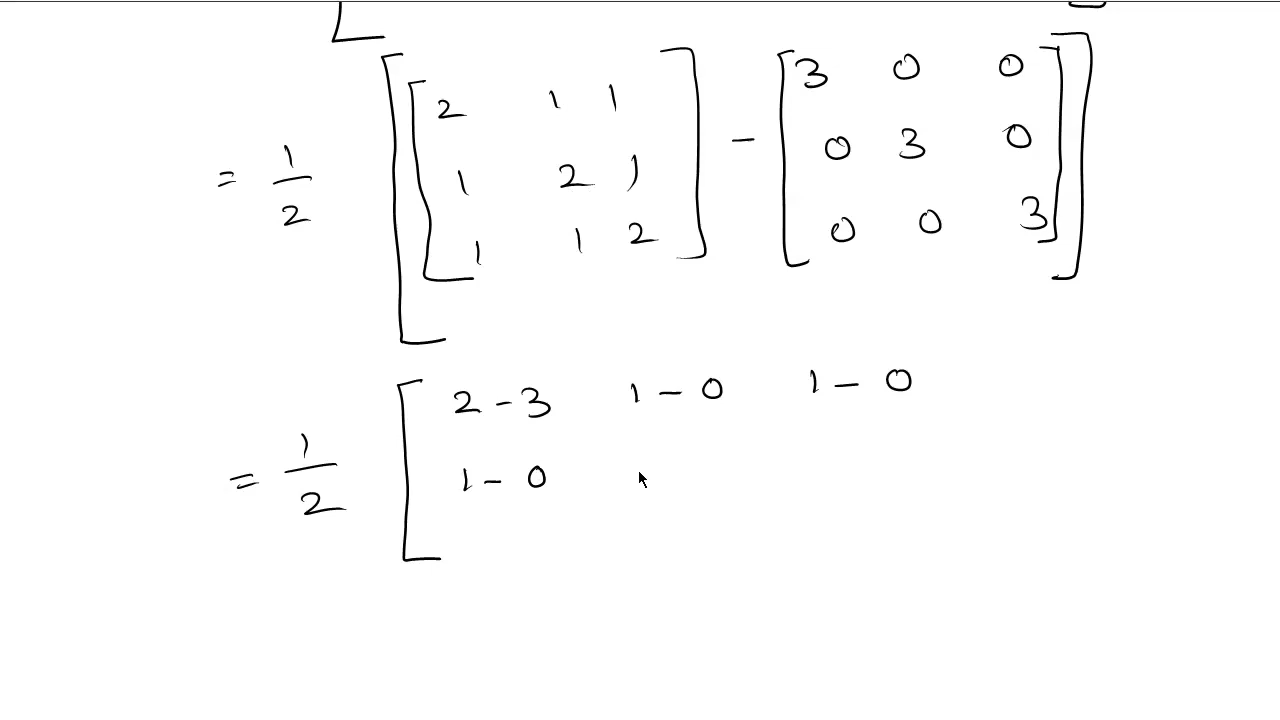 = 1/2 [ [ 2 1 1 ] - [ 3 0 0 ] ]
1 2 1 0 3 0
1 1 2 0 0 3
= 1/2 [ 2 - 3 1 - 0 1 - 0
1 - 0